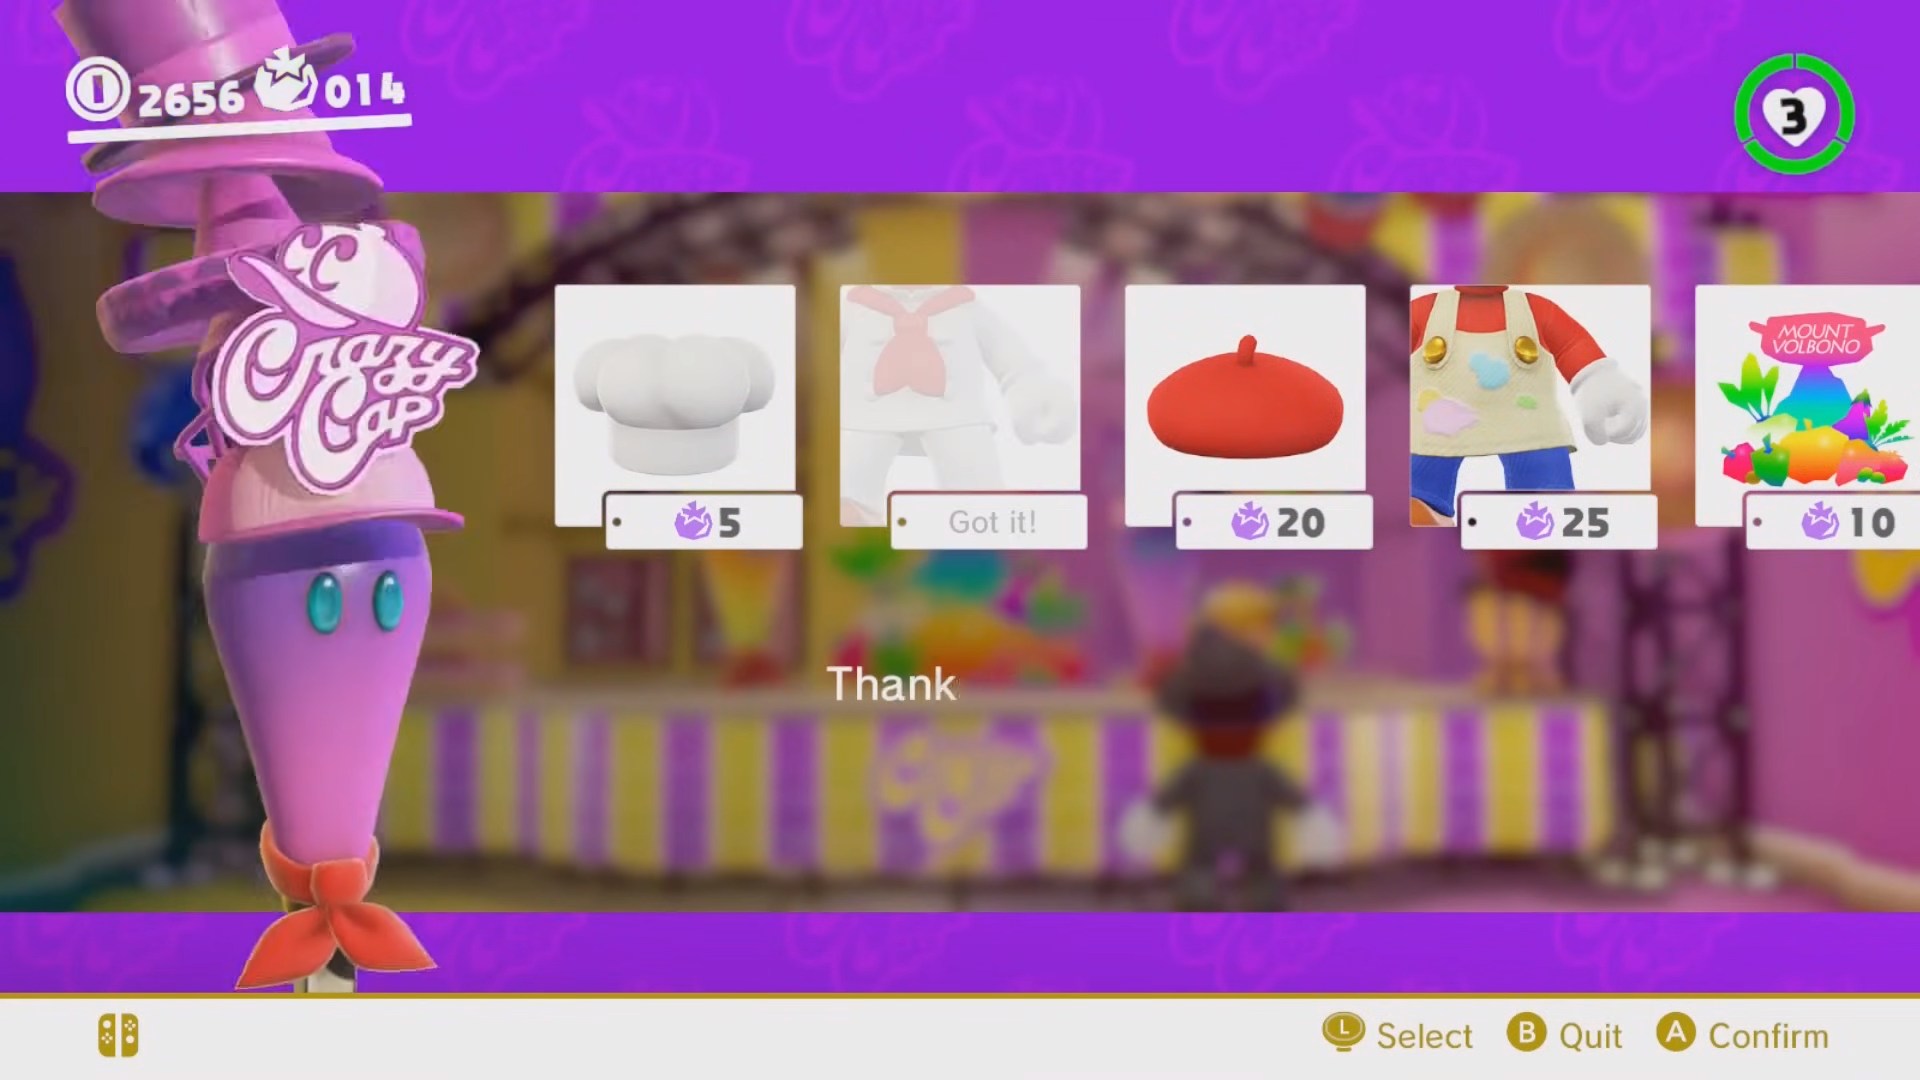 2656 014
3
Crazy
Cap
MOUNT
VOLBONO
5
Got it!
20
25
10
Thank
L Select B Quit A Confirm